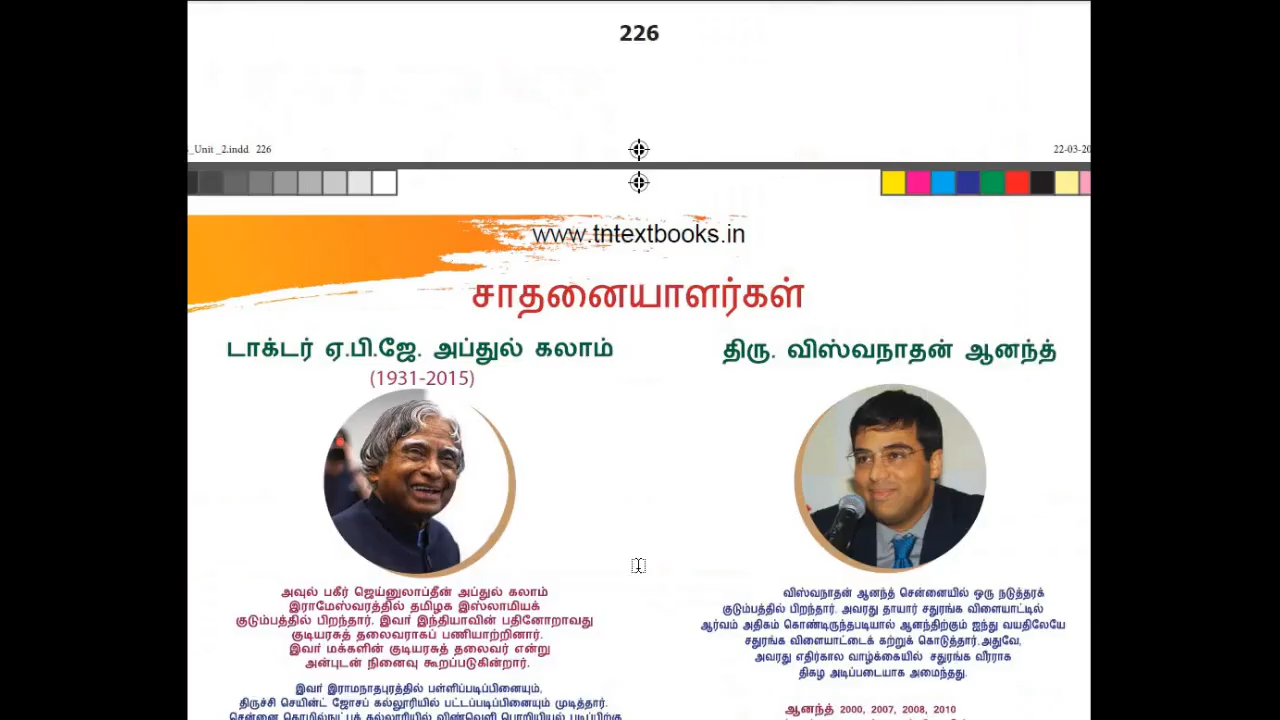 226
_Unit _2.indd 226
22-03-20
www.tntextbooks.in
சாதனையாளர்கள்
டாக்டர் ஏ.பி.ஜே. அப்துல் கலாம்
(1931-2015)
அவுல் பகீர் ஜெய்னுலாப்தீன் அப்துல் கலாம்
இராமேஸ்வரத்தில் தமிழக இஸ்லாமியக்
குடும்பத்தில் பிறந்தார். இவர் இந்தியாவின் பதினோறாவது
குடியரசுத் தலைவராகப் பணியாற்றினார்.
இவர் மக்களின் குடியரசுத் தலைவர் என்று
அன்புடன் நினைவு கூறப்படுகின்றார்.
இவர் இராமநாதபுரத்தில் பள்ளிப்படிப்பினையும்,
திருச்சி செயின்ட் ஜோசப் கல்லூரியில் பட்டப்படிப்பினையும் முடித்தார்.
சென்னை தொழில்நுட்பக் கல்லூரியில் விண்வெளி பொறியியல் படிப்பிற்கு
திரு. விஸ்வநாதன் ஆனந்த்
விஸ்வநாதன் ஆனந்த் சென்னையில் ஒரு நடுத்தரக்
குடும்பத்தில் பிறந்தார். அவரது தாயார் சதுரங்க விளையாட்டில்
ஆர்வம் அதிகம் கொண்டிருந்தபடியால் ஆனந்திற்கும் ஐந்து வயதிலேயே
சதுரங்க விளையாட்டைக் கற்றுக் கொடுத்தார்.அதுவே,
அவரது எதிர்கால வாழ்க்கையில் சதுரங்க வீரராக
திகழ அடிப்படையாக அமைந்தது.
ஆனந்த் 2000, 2007, 2008, 2010